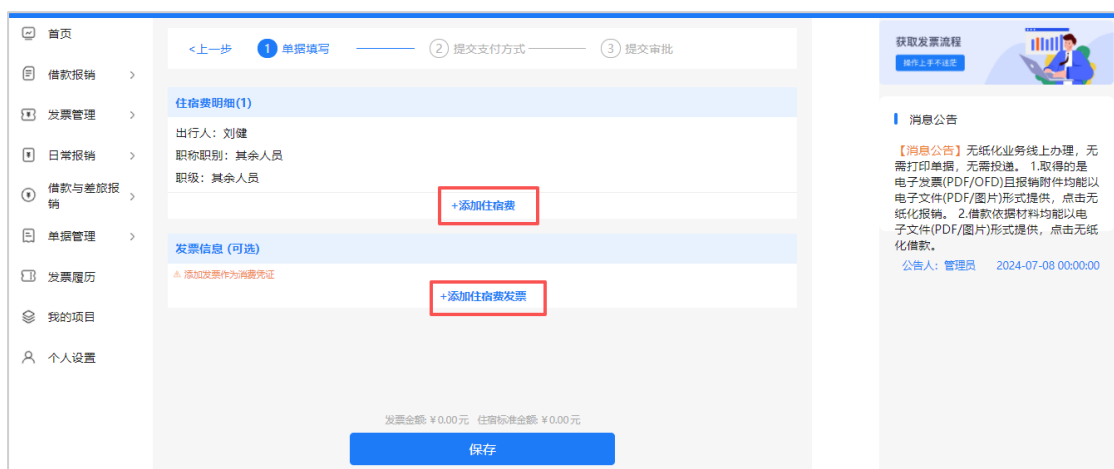 首页
借款报销
发票管理
日常报销
借款与差旅报
销
单据管理
发票履历
我的项目
个人设置
<上一步 1 单据填写 2 提交支付方式 3 提交审批
住宿费明细(1)
出行人：刘健
职称职别：其余人员
职级：其余人员
+添加住宿费
发票信息 (可选)
添加发票作为消费凭证
+添加住宿费发票
发票金额: ¥0.00元 住宿标准金额: ¥0.00元
保存
获取发票流程
操作上手不迷茫
消息公告
【消息公告】无纸化业务线上办理，无
需打印单据，无需投递。 1.取得的是
电子发票(PDF/OFD)且报销附件均能以
电子文件(PDF/图片)形式提供，点击无
纸化报销。 2.借款依据材料均能以电
子文件(PDF/图片)形式提供，点击无纸
化借款。
公告人：管理员 2024-07-08 00:00:00